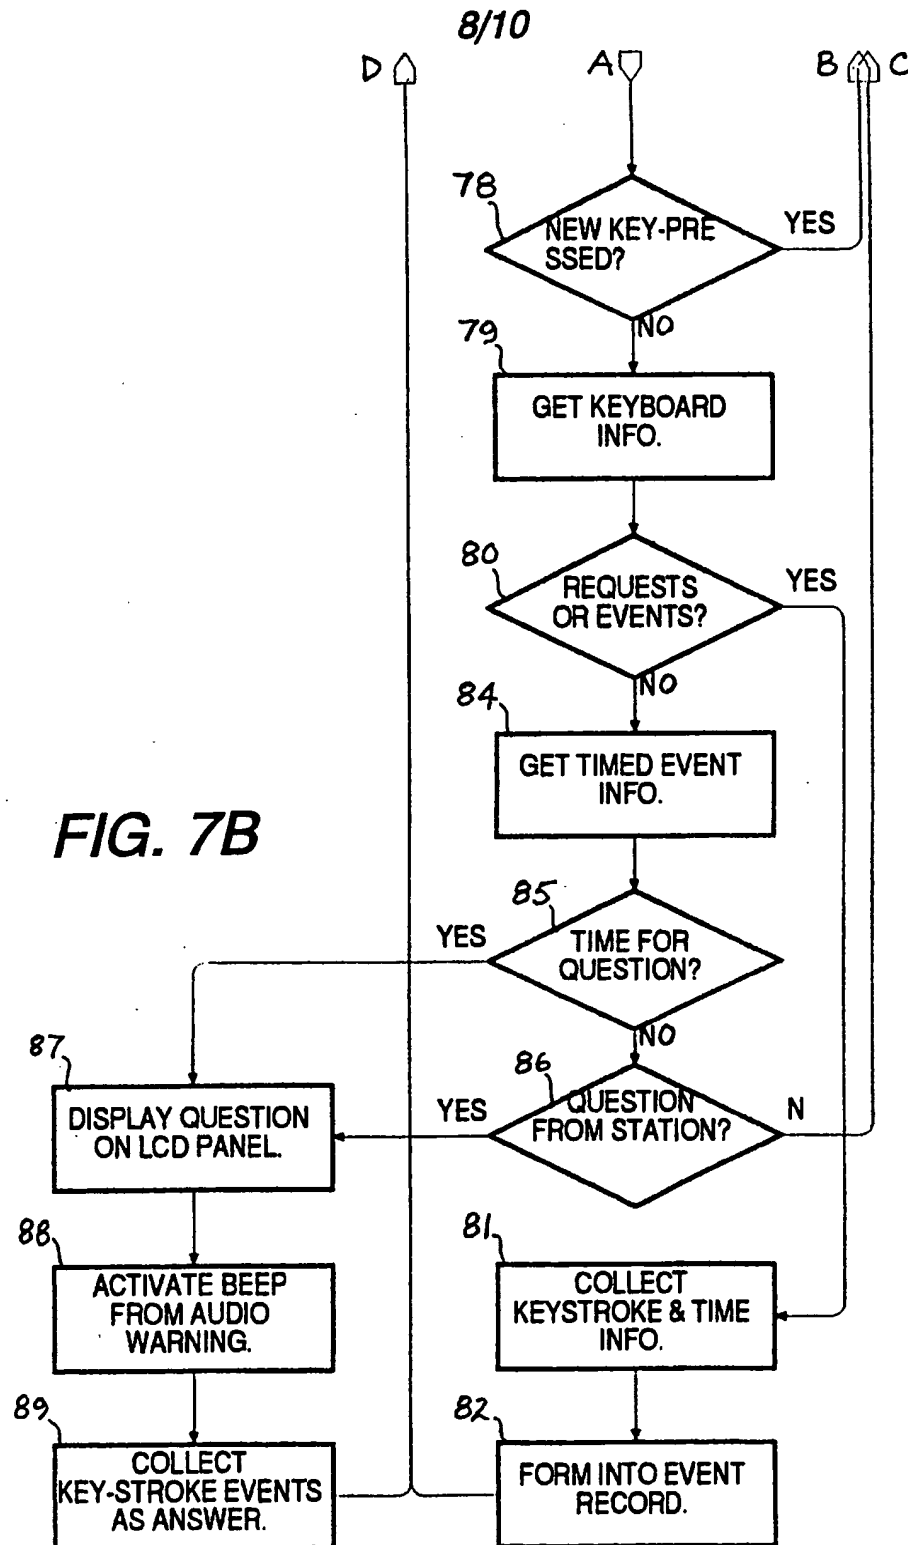 8/10
D
A
B
C
78
NEW KEY-PRE
SSED?
YES
NO
79
GET KEYBOARD
INFO.
80
REQUESTS
OR EVENTS?
YES
NO
84
GET TIMED EVENT
INFO.
FIG. 7B
85
YES
TIME FOR
QUESTION?
NO
86
YES
QUESTION
FROM STATION?
N
87
DISPLAY QUESTION
ON LCD PANEL.
88
ACTIVATE BEEP
FROM AUDIO
WARNING.
81
COLLECT
KEYSTROKE & TIME
INFO.
89
COLLECT
KEY-STROKE EVENTS
AS ANSWER.
82
FORM INTO EVENT
RECORD.